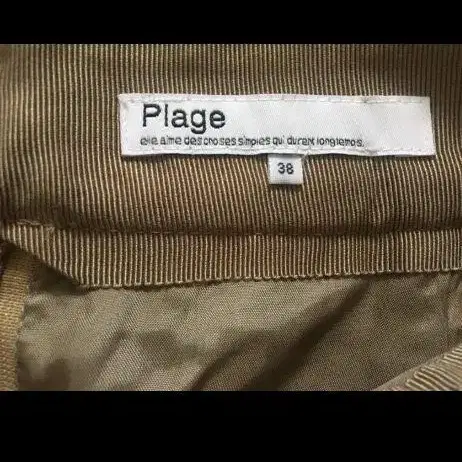 Plage
elle aime des choses simples qui durent longtemps.
38